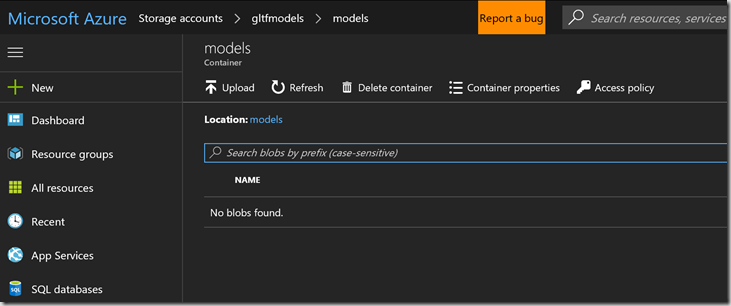 Microsoft Azure Storage accounts > gltfmodels > models Report a bug Search resources, services
models
Container
New
Upload Refresh Delete container Container properties Access policy
Dashboard
Location: models
Resource groups
Search blobs by prefix (case-sensitive)
All resources
NAME
Recent
No blobs found.
App Services
SQL databases